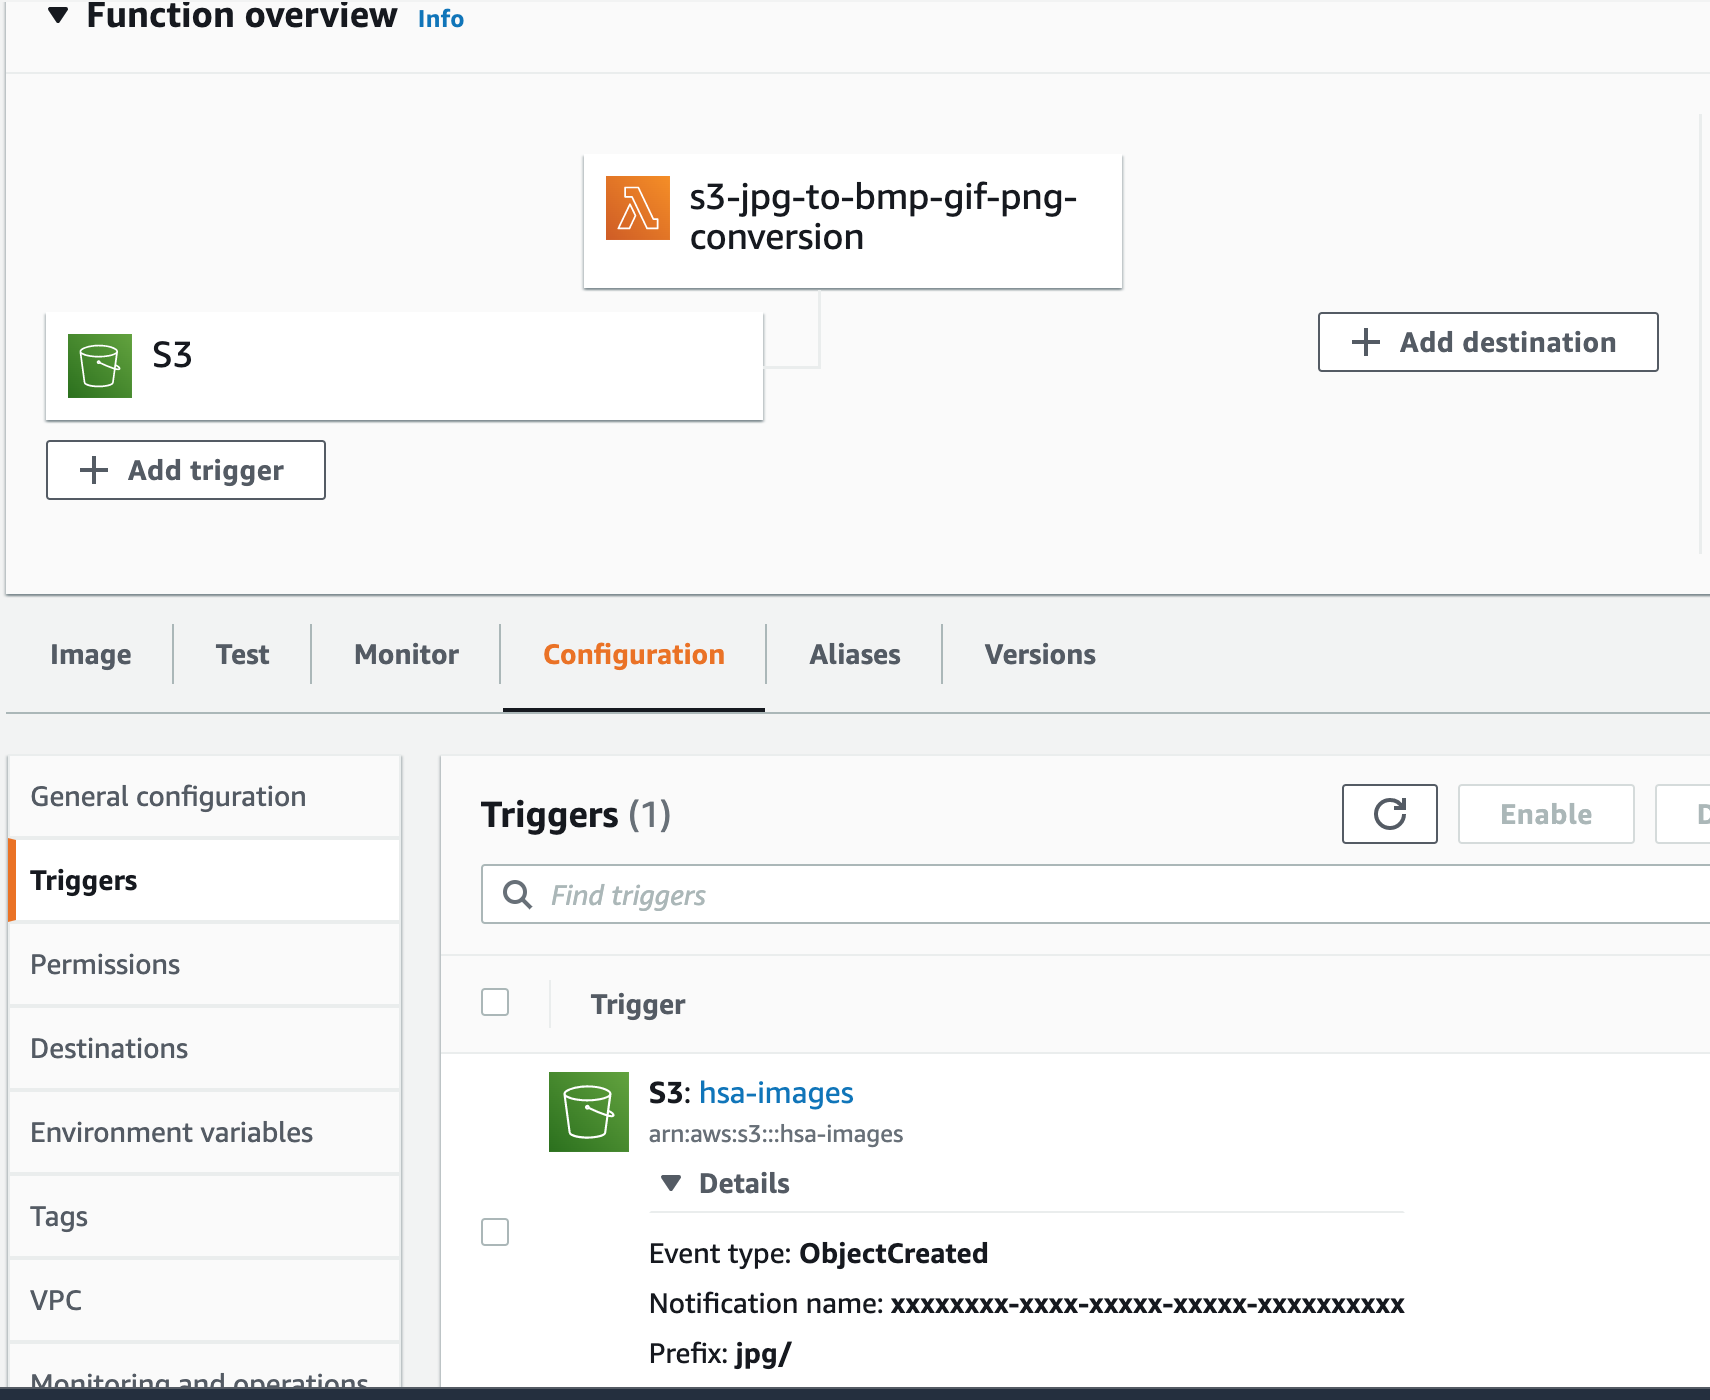 Function overview Info
s3-jpg-to-bmp-gif-png-
conversion
S3
Add destination
Add trigger
Image Test Monitor Configuration Aliases Versions
General configuration
Triggers
Permissions
Destinations
Environment variables
Tags
VPC
Monitoring and operations
Triggers (1)
Enable
D
Find triggers
Trigger
S3: hsa-images
arn:aws:s3:::hsa-images
Details
Event type: ObjectCreated
Notification name: xxxxxxxx-xxxx-xxxxx-xxxxx-xxxxxxxxxx
Prefix: jpg/